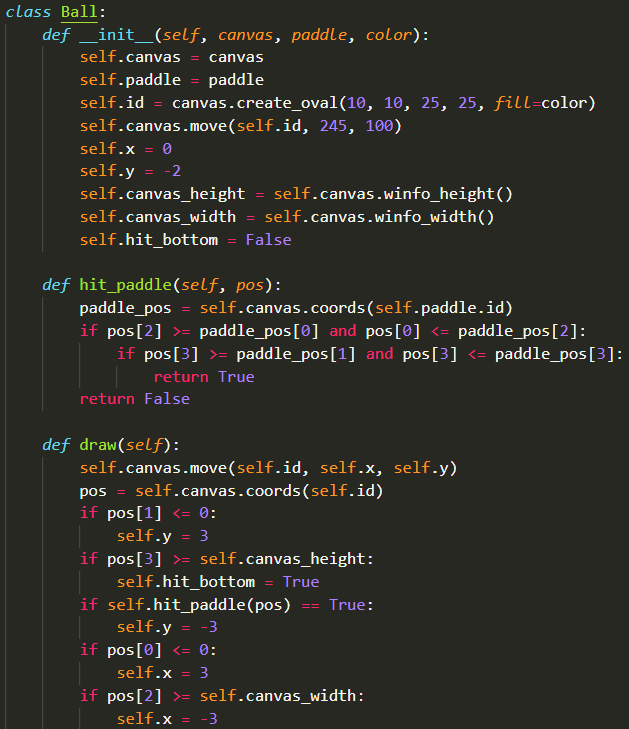 class Ball:
    def __init__(self, canvas, paddle, color):
        self.canvas = canvas
        self.paddle = paddle
        self.id = canvas.create_oval(10, 10, 25, 25, fill=color)
        self.canvas.move(self.id, 245, 100)
        self.x = 0
        self.y = -2
        self.canvas_height = self.canvas.winfo_height()
        self.canvas_width = self.canvas.winfo_width()
        self.hit_bottom = False

    def hit_paddle(self, pos):
        paddle_pos = self.canvas.coords(self.paddle.id)
        if pos[2] >= paddle_pos[0] and pos[0] <= paddle_pos[2]:
            if pos[3] >= paddle_pos[1] and pos[3] <= paddle_pos[3]:
                return True
        return False

    def draw(self):
        self.canvas.move(self.id, self.x, self.y)
        pos = self.canvas.coords(self.id)
        if pos[1] <= 0:
            self.y = 3
        if pos[3] >= self.canvas_height:
            self.hit_bottom = True
        if self.hit_paddle(pos) == True:
            self.y = -3
        if pos[0] <= 0:
            self.x = 3
        if pos[2] >= self.canvas_width:
            self.x = -3